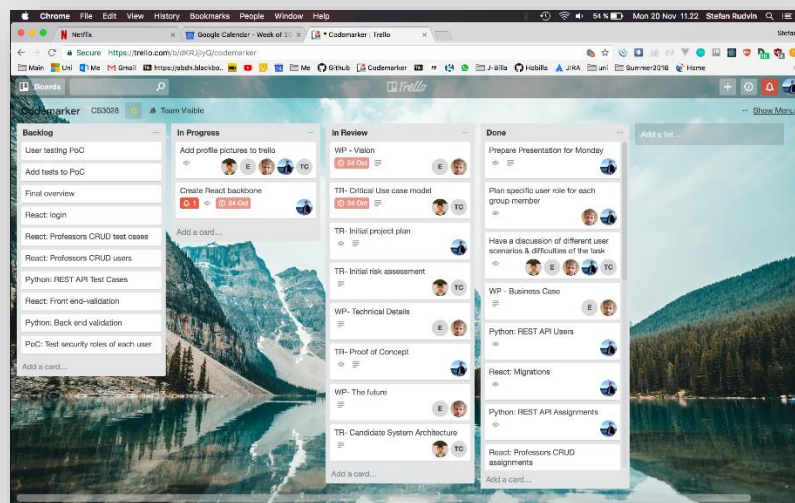 Chrome File Edit View History Bookmarks People Window Help
54 % Mon 20 Nov 11.22 Stefan Rudvin
Netflix
Google Calendar - Week of 20
* Codemarker | Trello
Stefan
Secure https://trello.com/b/dKRJjiyQ/codemarker
Main Uni Me Gmail https://abdn.blackbo... Me Github Codemarker J-Billa Habilla JIRA uni Summer2018 Home
Boards
Trello
Codemarker CS3028 Team Visible
... Show Menu
Backlog
User testing PoC
Add tests to PoC
Final overview
React: login
React: Professors CRUD test cases
React: Professors CRUD users
Python: REST API Test Cases
React: Front end-validation
Python: Back end validation
PoC: Test security roles of each user
Add a card...
In Progress
Add profile pictures to trello
E TC
Create React backbone
1 24 Oct
Add a card...
In Review
WP - Vision
24 Oct
E
TR- Critical Use case model
24 Oct
TC
TR- Initial project plan
TR- Initial risk assessment
TC
WP- Technical Details
E
TR- Proof of Concept
WP- The future
E
TR- Candidate System Architecture
TC
Add a card...
Done
Prepare Presentation for Monday
Plan specific user role for each
group member
Have a discussion of different user
scenarios & difficulties of the task
E TC
WP - Business Case
E
Python: REST API Users
React: Migrations
Python: REST API Assignments
React: Professors CRUD
assignments
Add a card...
Add a list...